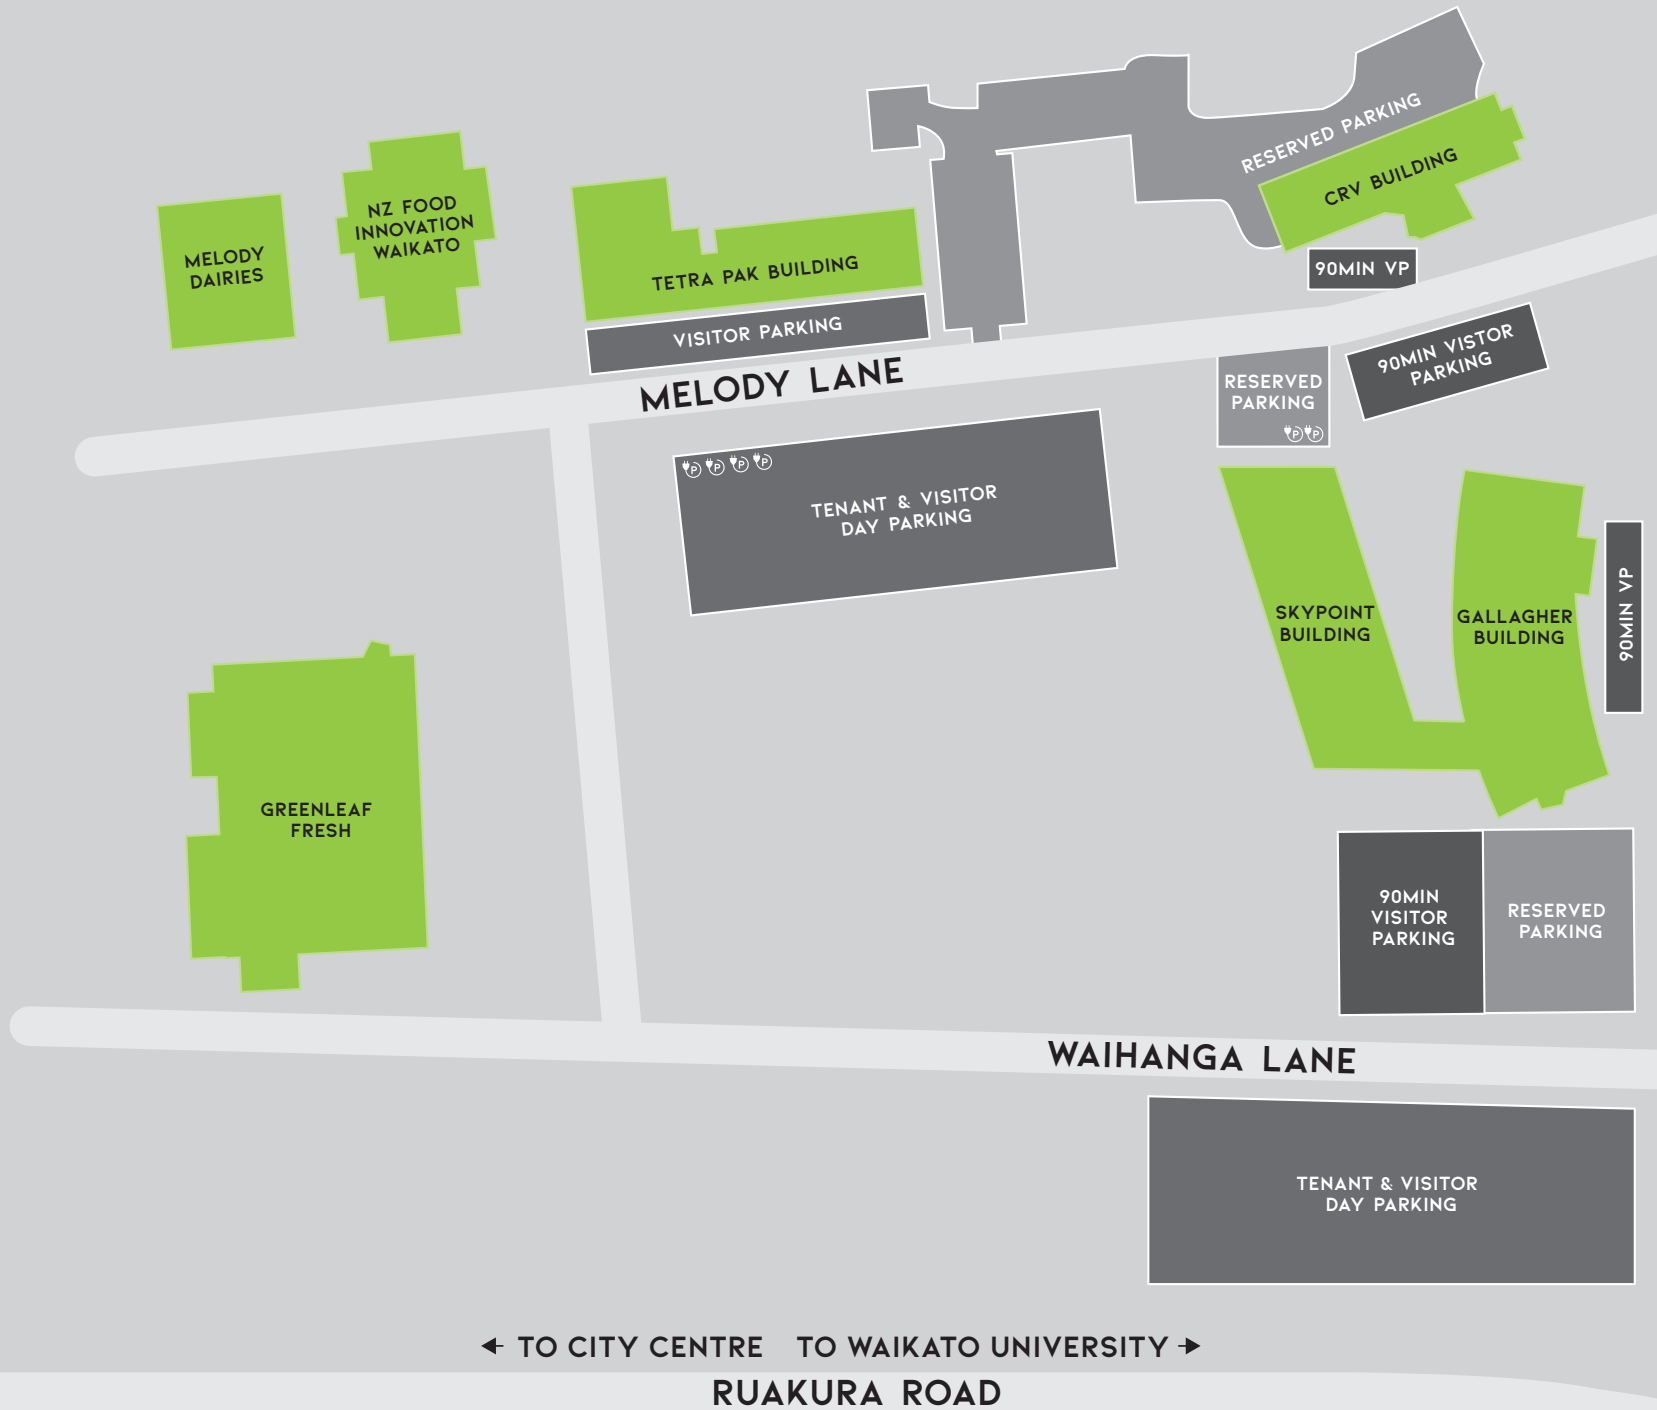 RESERVED PARKING
CRV BUILDING
NZ FOOD
INNOVATION
WAIKATO
MELODY
DAIRIES
TETRA PAK BUILDING
90MIN VP
VISITOR PARKING
MELODY LANE
90MIN VISTOR
PARKING
RESERVED
PARKING
P P
P P P P
TENANT & VISITOR
DAY PARKING
SKYPOINT
BUILDING
GALLAGHER
BUILDING
90MIN VP
GREENLEAF
FRESH
90MIN
VISITOR
PARKING
RESERVED
PARKING
WAIHANGA LANE
TENANT & VISITOR
DAY PARKING
TO CITY CENTRE TO WAIKATO UNIVERSITY
RUAKURA ROAD